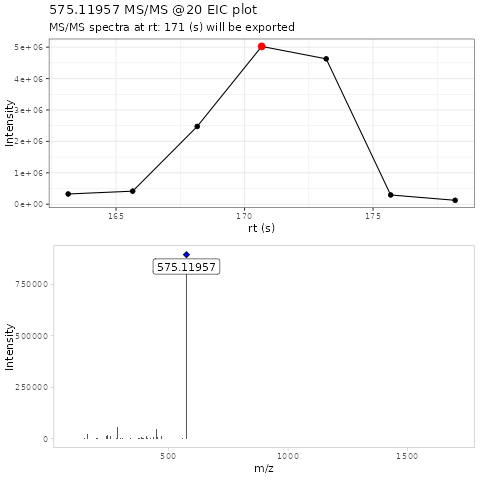 575.11957 MS/MS @20 EIC plot
MS/MS spectra at rt: 171 (s) will be exported
5e+06
4e+06
3e+06
2e+06
1e+06
0e+00
Intensity
165
170
175
rt (s)
575.11957
750000
500000
250000
0
Intensity
500
1000
1500
m/z